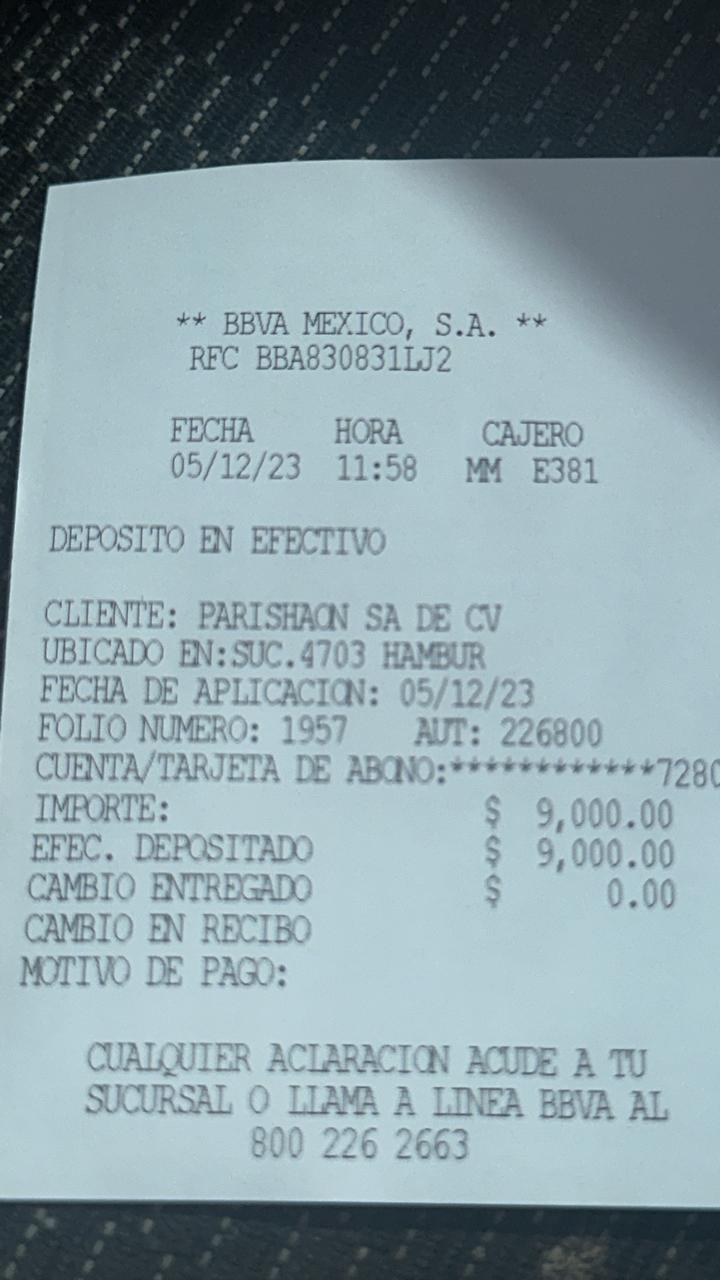 ** BBVA MEXICO, S.A. **
RFC BBA830831LJ2
FECHA HORA CAJERO
05/12/23 11:58 MM E381
DEPOSITO EN EFECTIVO
CLIENTE: PARISHAON SA DE CV
UBICADO EN:SUC.4703 HAMBUR
FECHA DE APLICACION: 05/12/23
FOLIO NUMERO: 1957 AUT: 226800
CUENTA/TARJETA DE ABONO:************7280
IMPORTE: $ 9,000.00
EFEC. DEPOSITADO $ 9,000.00
CAMBIO ENTREGADO $ 0.00
CAMBIO EN RECIBO
MOTIVO DE PAGO:
CUALQUIER ACLARACION ACUDE A TU
SUCURSAL O LLAMA A LINEA BBVA AL
800 226 2663